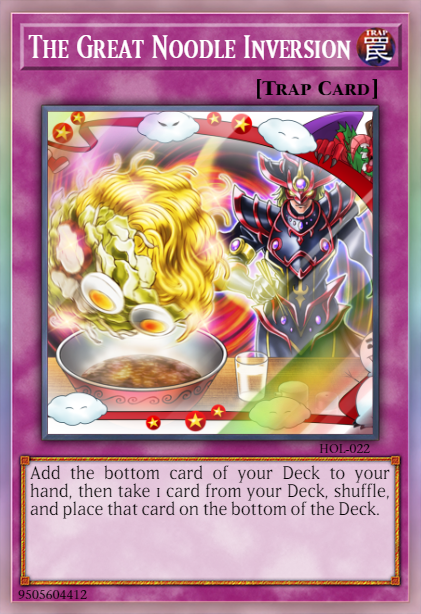 The Great Noodle Inversion
TRAP
罠
[Trap Card]
HOL-022
Add the bottom card of your Deck to your
hand, then take 1 card from your Deck, shuffle,
and place that card on the bottom of the Deck.
9505604412